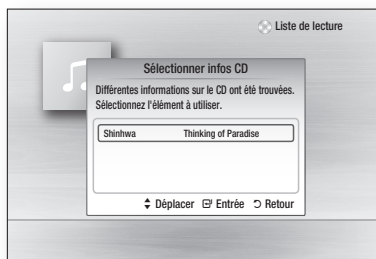 Liste de lecture
Sélectionner infos CD
Différentes informations sur le CD ont été trouvées.
Sélectionnez l'élément à utiliser.
Shinhwa Thinking of Paradise
Déplacer Entrée Retour